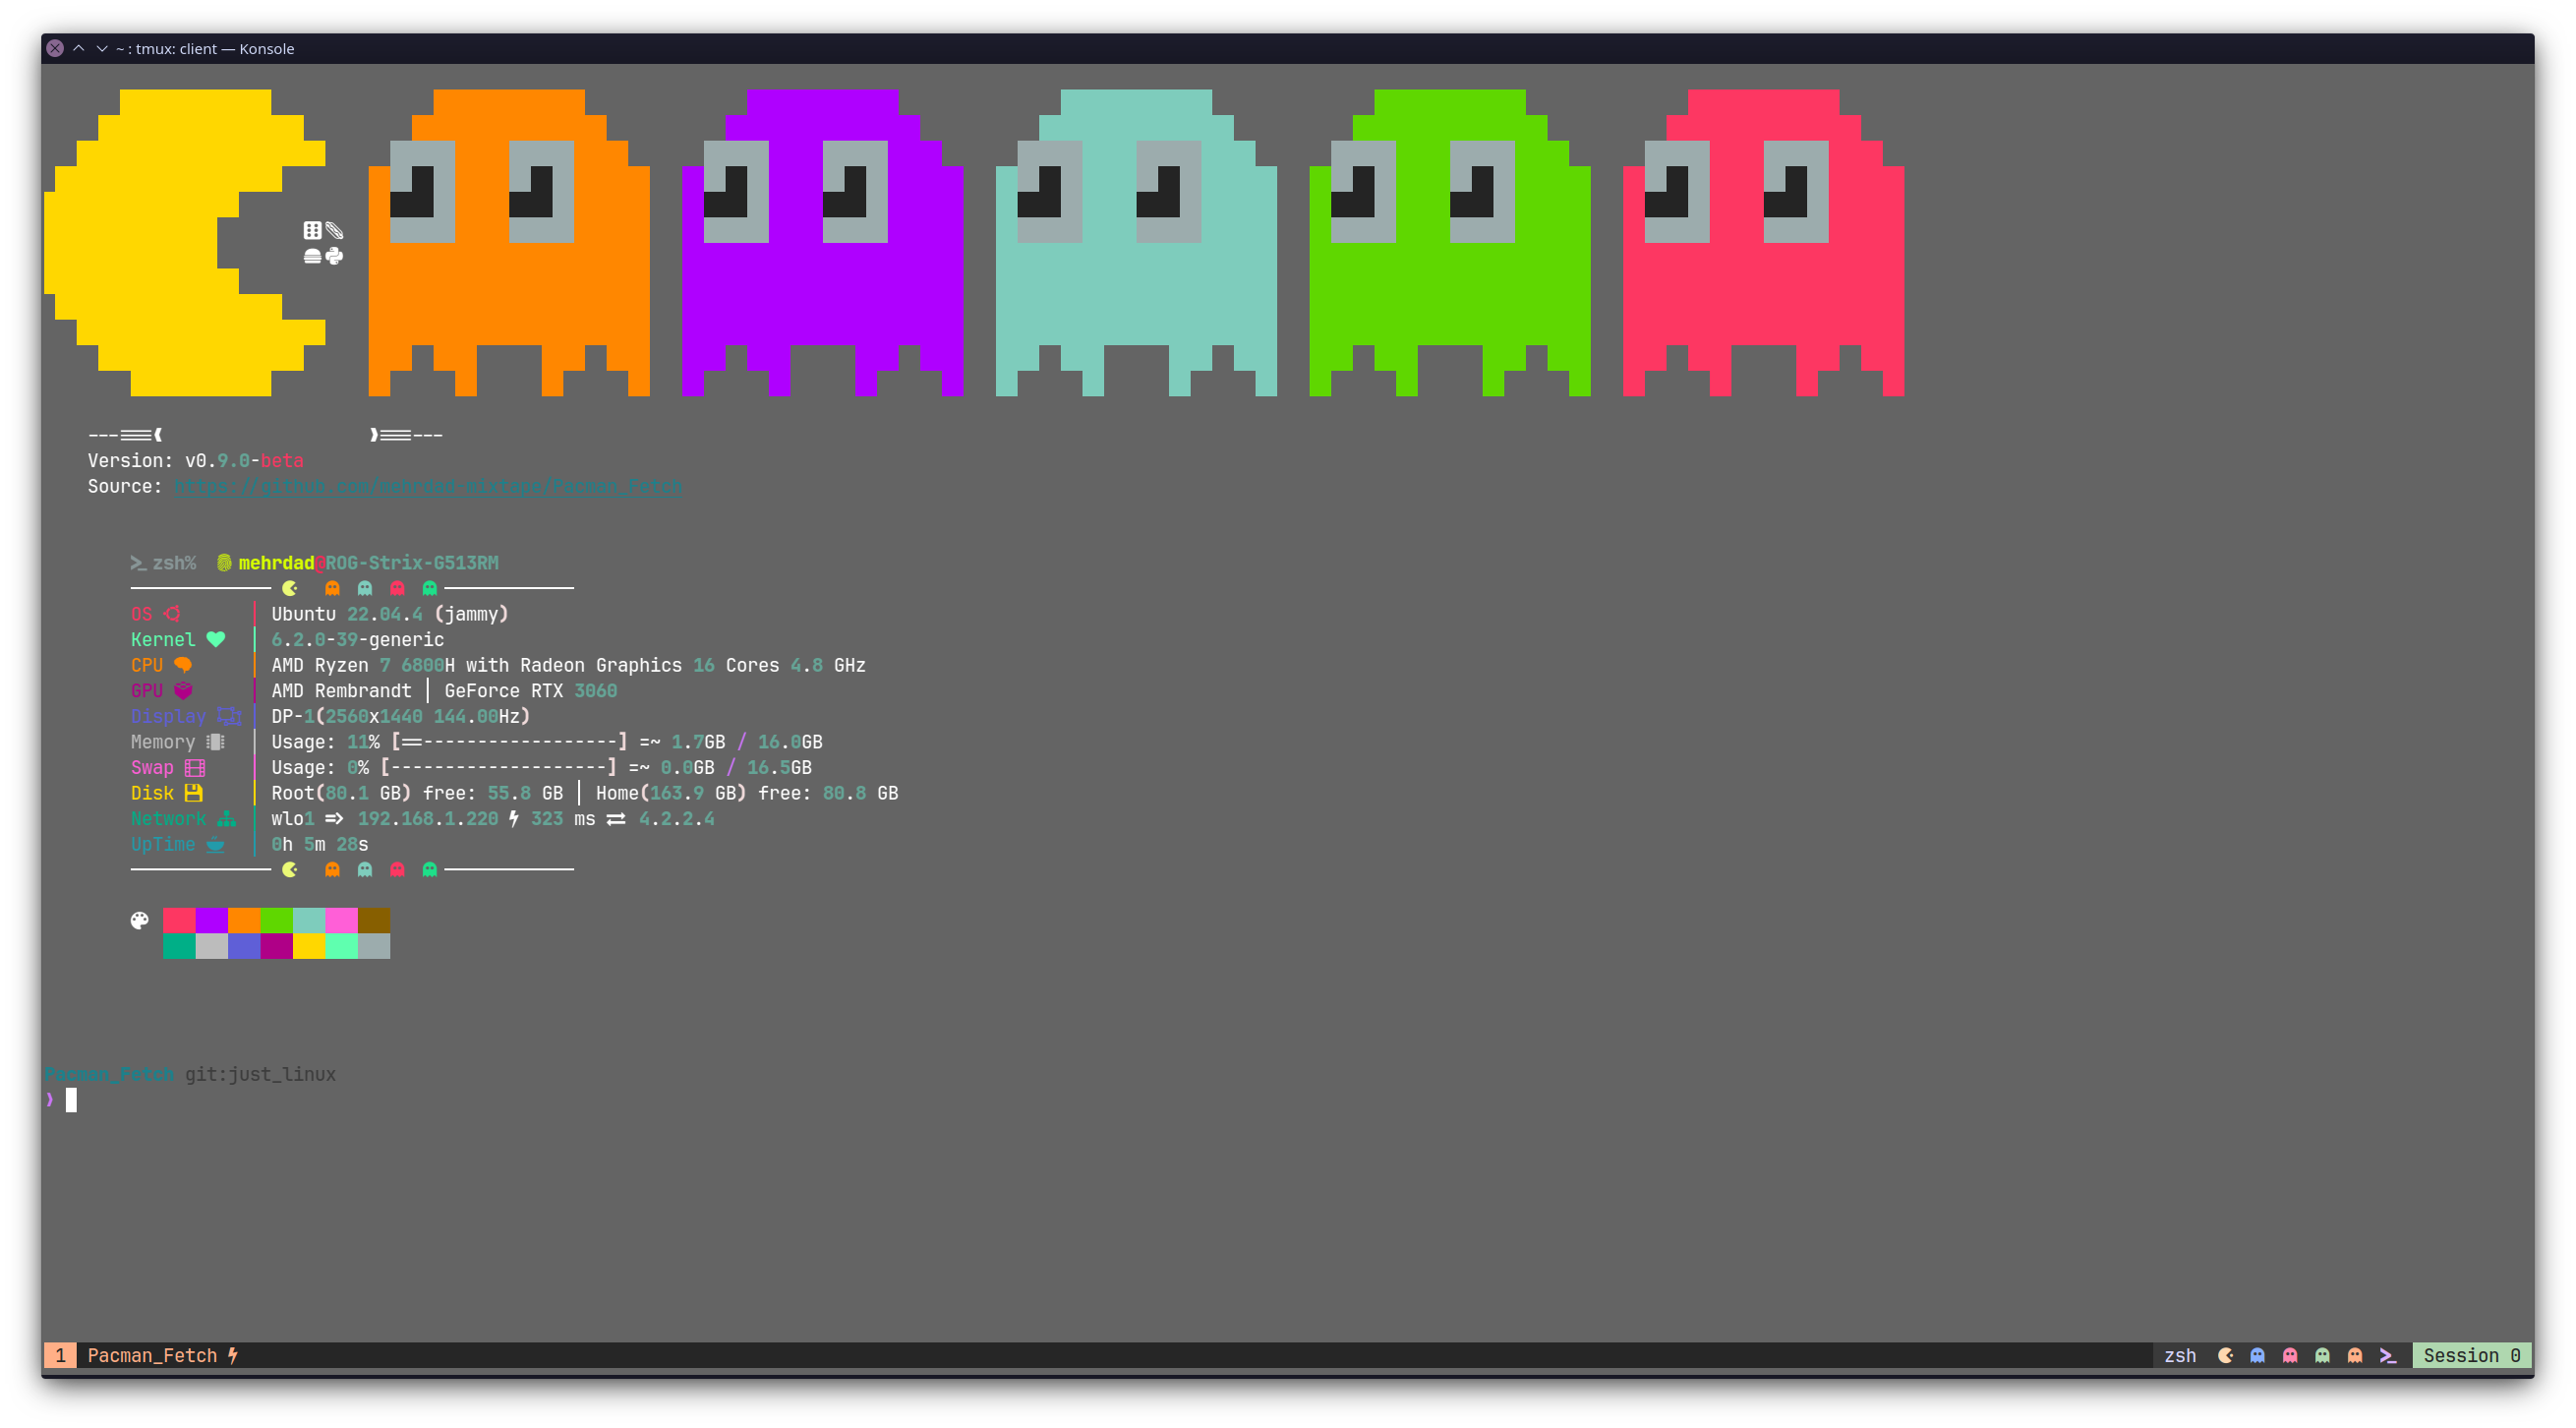 ~ : tmux: client — Konsole
---≡≡≡❰ ❱≡≡≡---
Version: v0.9.0-beta
Source: https://github.com/mehrdad-mixtape/Pacman_Fetch
zsh% mehrdad@ROG-Strix-G513RM
OS | Ubuntu 22.04.4 (jammy)
Kernel | 6.2.0-39-generic
CPU | AMD Ryzen 7 6800H with Radeon Graphics 16 Cores 4.8 GHz
GPU | AMD Rembrandt | GeForce RTX 3060
Display | DP-1(2560x1440 144.00Hz)
Memory | Usage: 11% [==------------------] =~ 1.7GB / 16.0GB
Swap | Usage: 0% [--------------------] =~ 0.0GB / 16.5GB
Disk | Root(80.1 GB) free: 55.8 GB | Home(163.9 GB) free: 80.8 GB
Network | wlo1 => 192.168.1.220 323 ms 4.2.2.4
UpTime | 0h 5m 28s
Pacman_Fetch git:just_linux
❯
1 Pacman_Fetch zsh Session 0